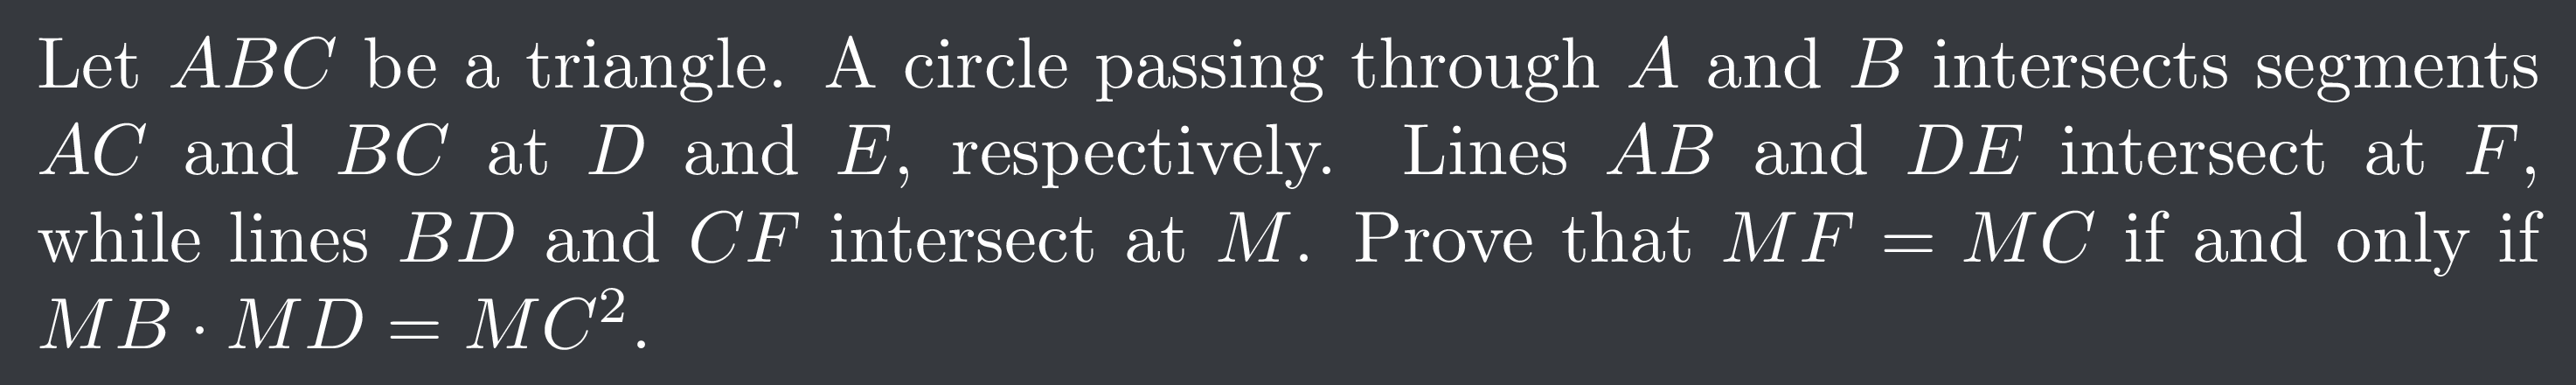 Let ABC be a triangle. A circle passing through A and B intersects segments
AC and BC at D and E, respectively. Lines AB and DE intersect at F,
while lines BD and CF intersect at M. Prove that MF = MC if and only if
MB · MD = MC².